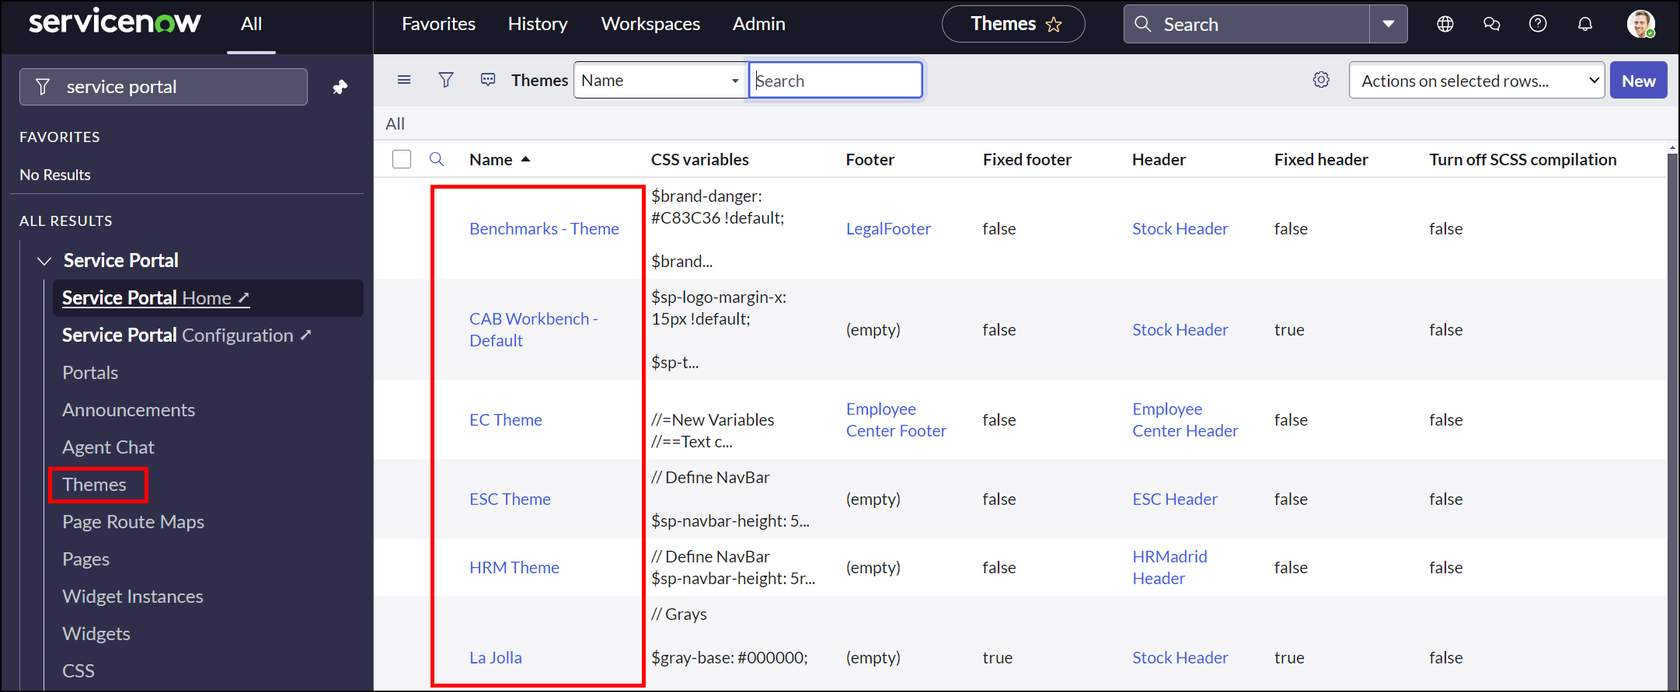 servicenow
All
Favorites
History
Workspaces
Admin
Themes
Search
service portal
FAVORITES
No Results
ALL RESULTS
Service Portal
Service Portal Home
Service Portal Configuration
Portals
Announcements
Agent Chat
Themes
Page Route Maps
Pages
Widget Instances
Widgets
CSS
Themes
Name
Search
Actions on selected rows...
New
All
Name CSS variables Footer Fixed footer Header Fixed header Turn off SCSS compilation
$brand-danger:
#C83C36 !default;
Benchmarks - Theme LegalFooter false Stock Header false false
$brand...
$sp-logo-margin-x:
CAB Workbench - 15px !default;
Default (empty) false Stock Header true false
$sp-t...
Employee Employee
EC Theme //=New Variables false false false
//==Text c... Center Footer Center Header
// Define NavBar
ESC Theme (empty) false ESC Header false false
$sp-navbar-height: 5...
// Define NavBar HRMadrid
HRM Theme (empty) false false false
$sp-navbar-height: 5r... Header
// Grays
La Jolla $gray-base: #000000; (empty) true Stock Header true false